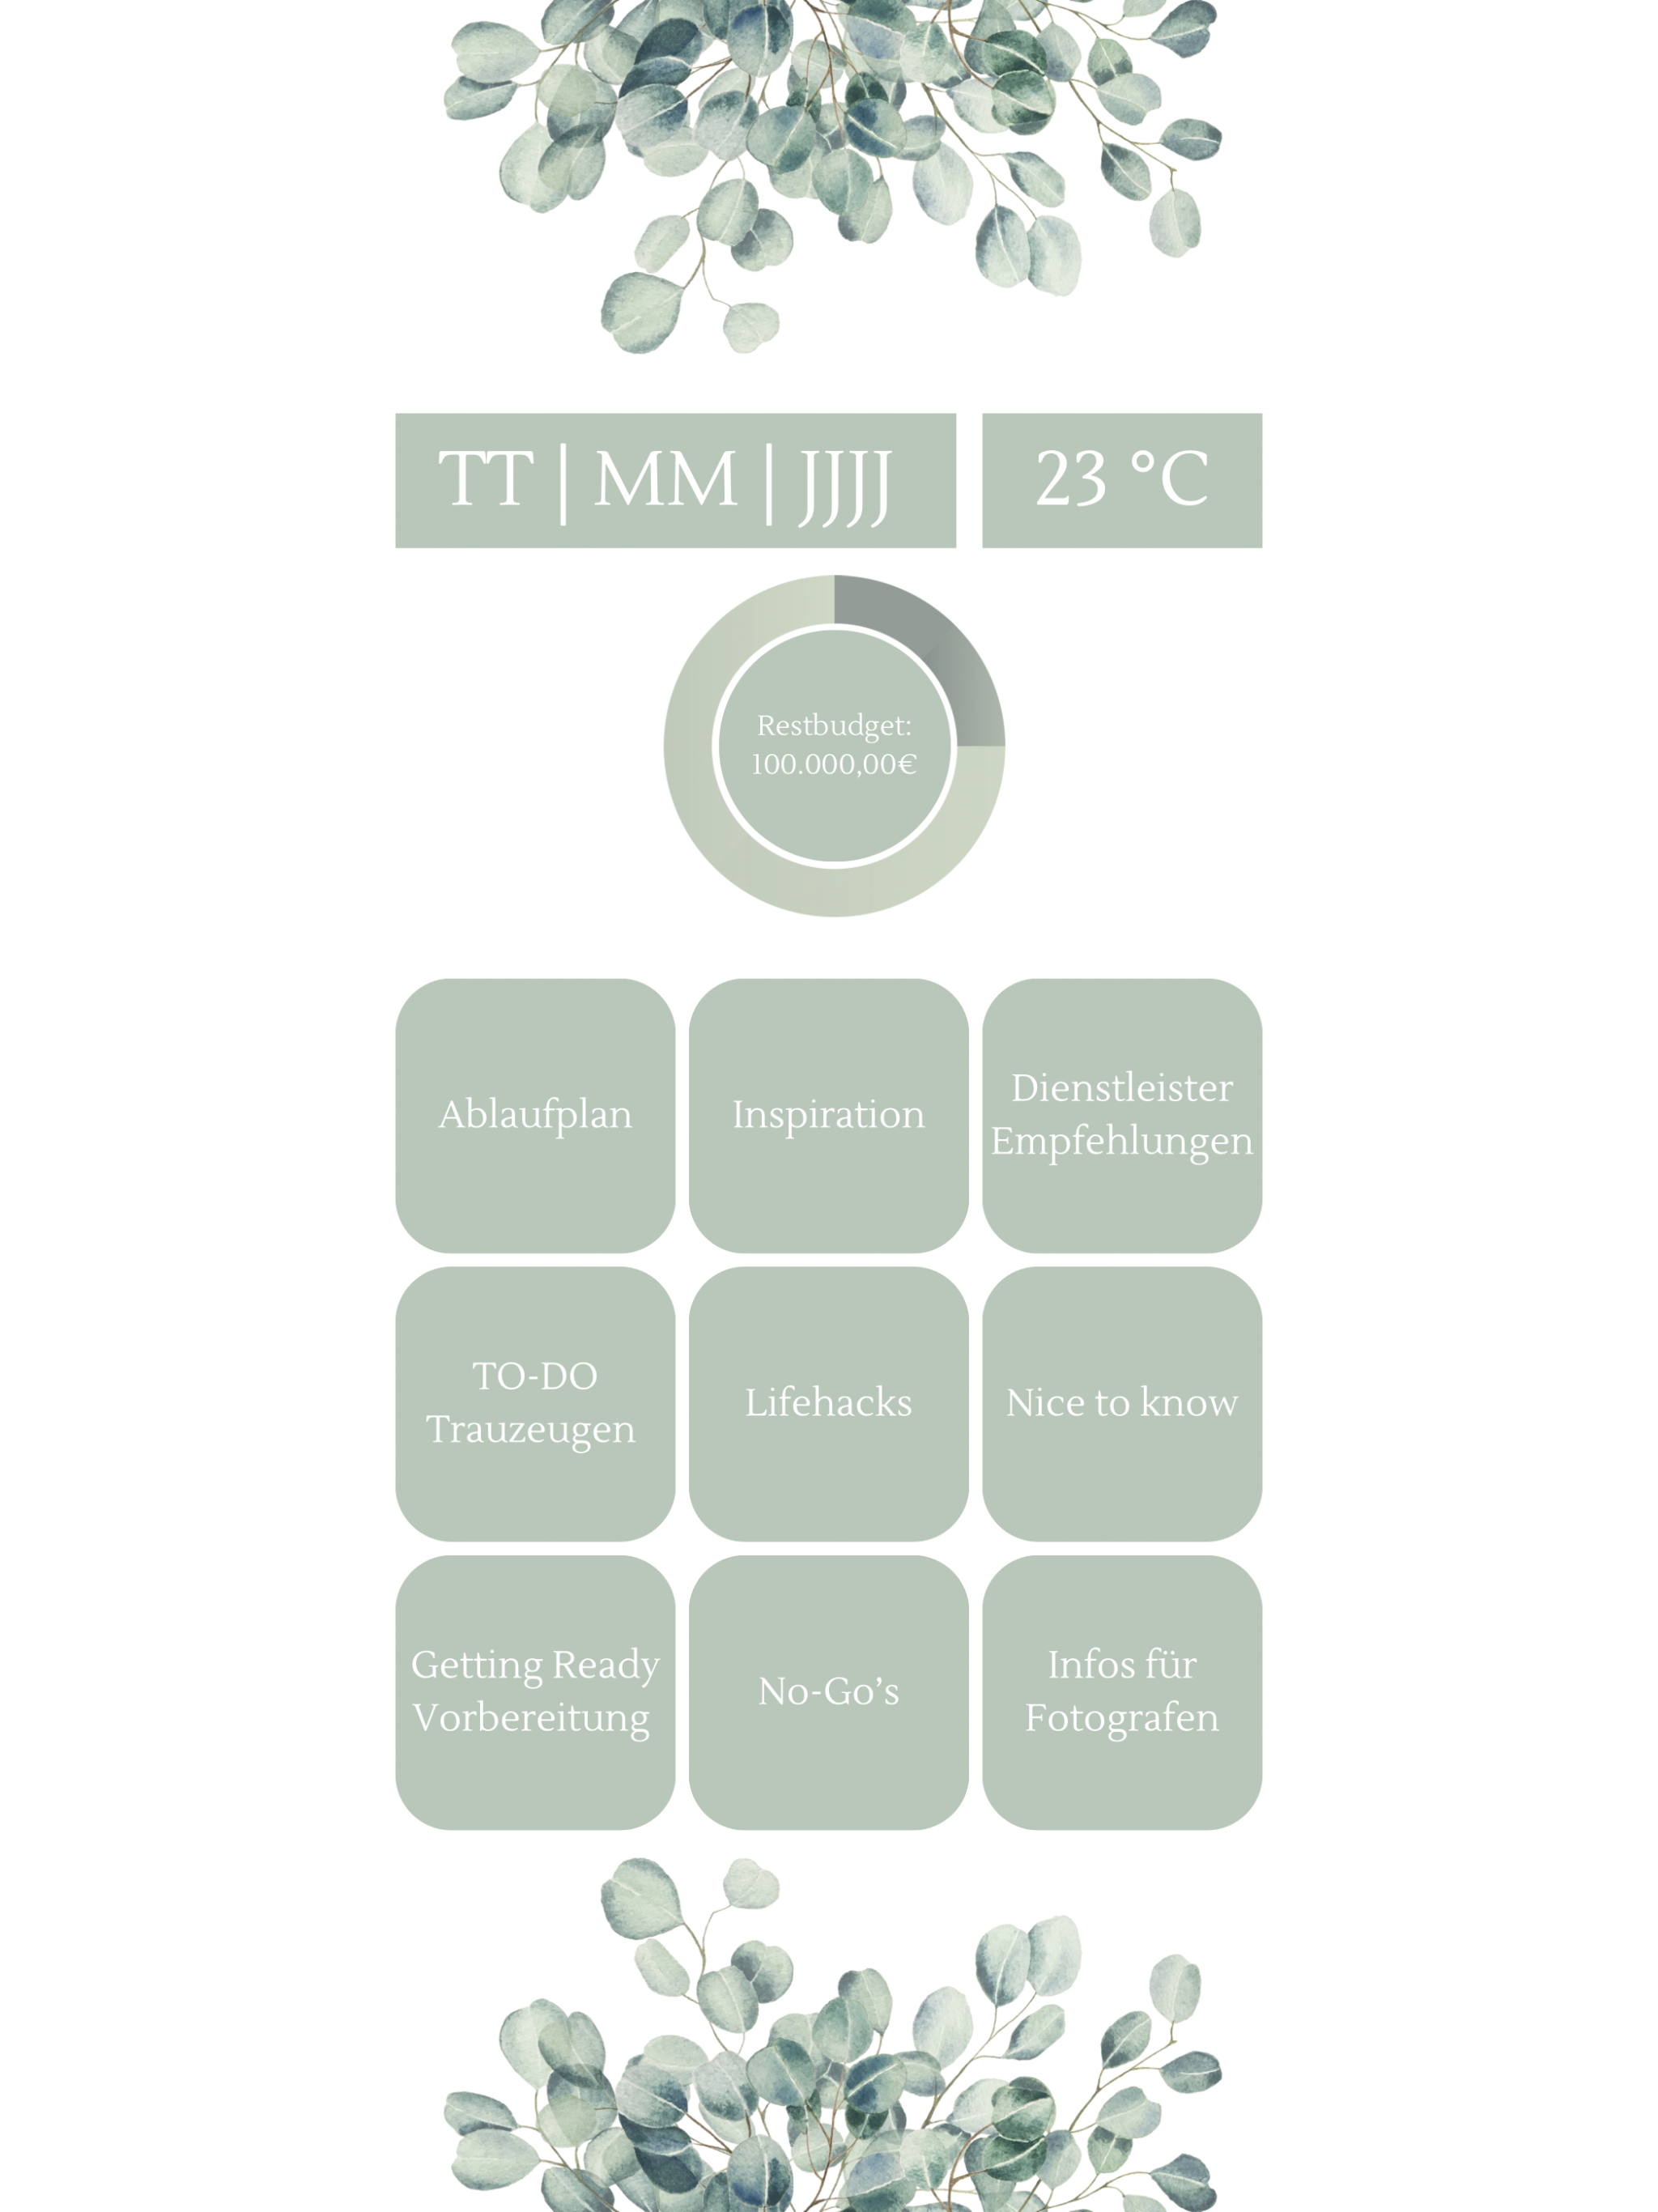 TT | MM | JJJJ
23 °C
Restbudget:
100.000,00€
Ablaufplan
Inspiration
Dienstleister
Empfehlungen
TO-DO
Trauzeugen
Lifehacks
Nice to know
Getting Ready
Vorbereitung
No-Go’s
Infos für
Fotografen